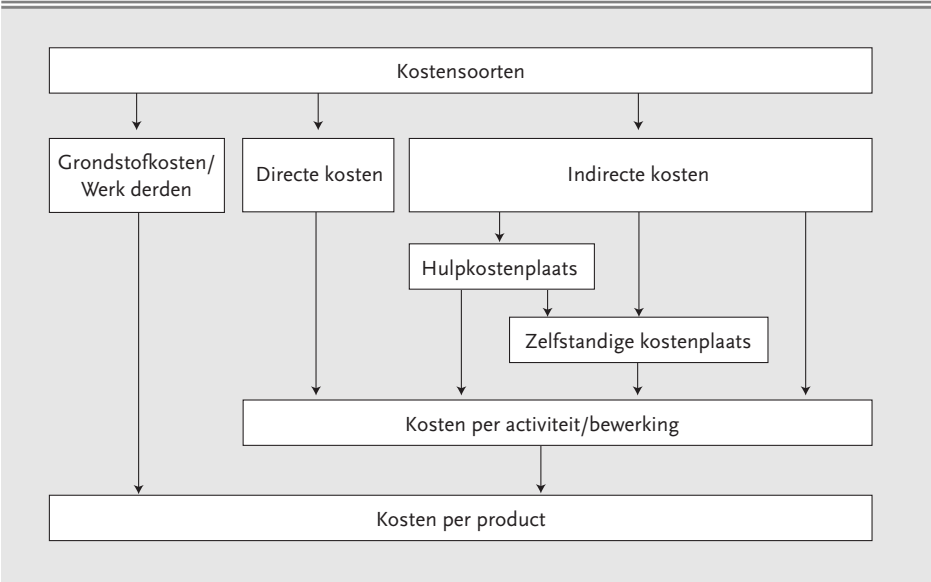 Kostensoorten
Grondstofkosten/
Werk derden
Directe kosten
Indirecte kosten
Hulpkostenplaats
Zelfstandige kostenplaats
Kosten per activiteit/bewerking
Kosten per product